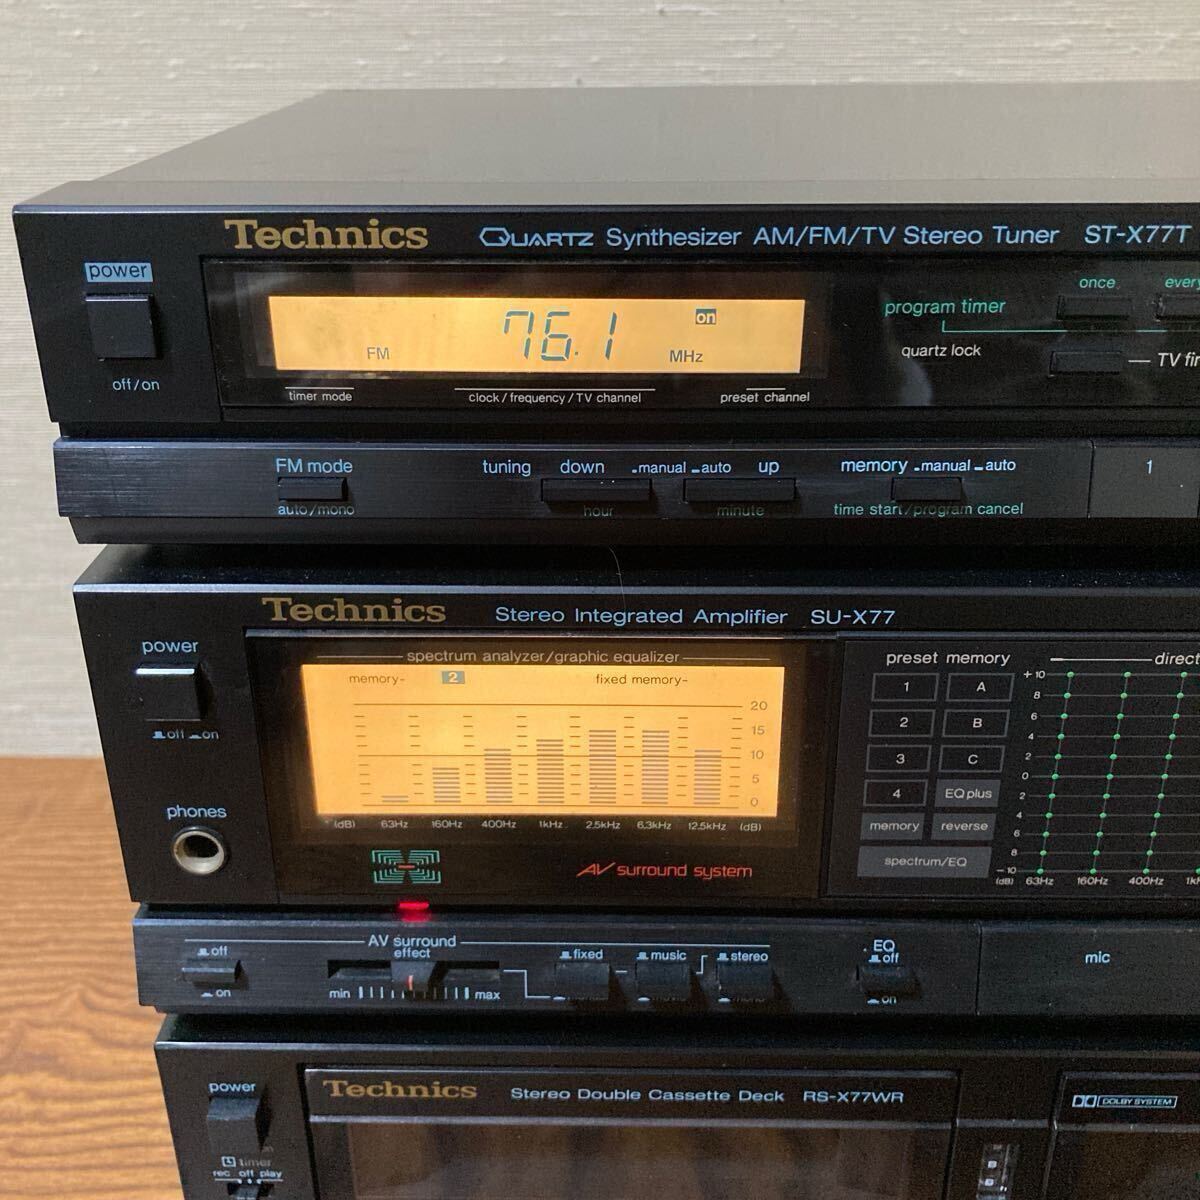 Technics QUARTZ Synthesizer AM/FM/TV Stereo Tuner ST-X77T
power
off/on
FM 76.1 MHz on
timer mode clock/frequency/TV channel preset channel
program timer once
quartz lock TV
FM mode
auto/mono
tuning down manual auto up
hour minute
memory manual auto
time start/program cancel
1
Technics Stereo Integrated Amplifier SU-X77
power
off on
phones
spectrum analyzer/graphic equalizer
memory- 2 fixed memory-
20
15
10
5
0
(dB) 63Hz 160Hz 400Hz 1kHz 2.5kHz 6.3kHz 12.5kHz (dB)
AV surround system
preset memory
1 A
2 B
3 C
4 EQ plus
memory reverse
spectrum/EQ
+10
8
6
4
2
0
2
4
6
8
-10
(dB) 63Hz 160Hz 400Hz
off
on
AV surround
effect
min max
fixed music stereo
EQ
off
on
mic
Technics Stereo Double Cassette Deck RS-X77WR
DOLBY SYSTEM
power
timer
rec off play